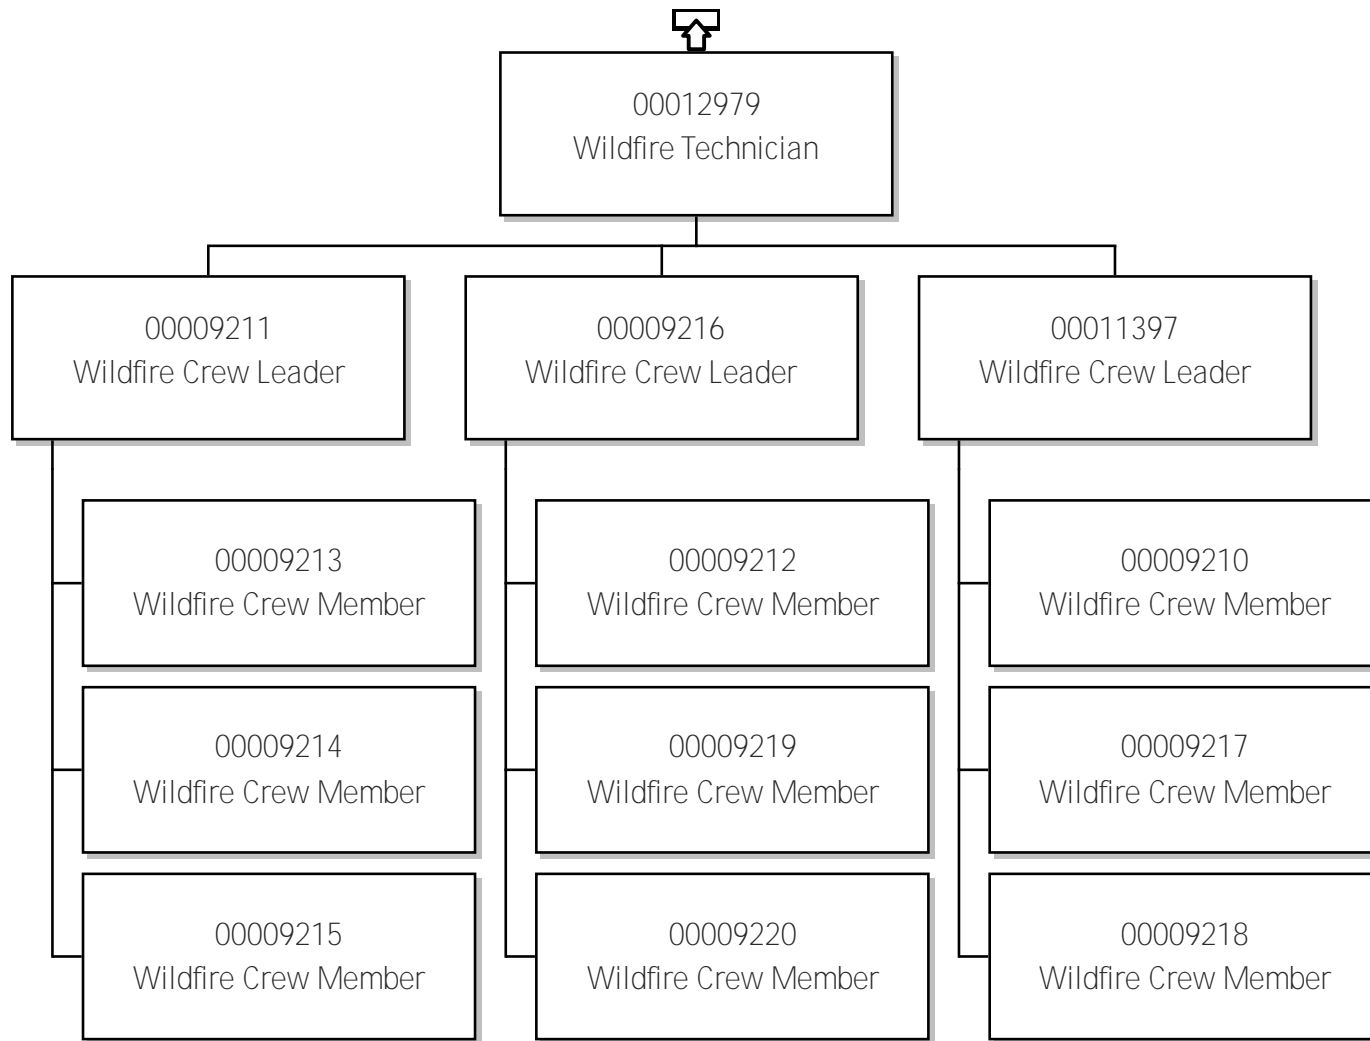 00012979
Wildfire Technician
00009211
Wildfire Crew Leader
00009216
Wildfire Crew Leader
00011397
Wildfire Crew Leader
00009213
Wildfire Crew Member
00009212
Wildfire Crew Member
00009210
Wildfire Crew Member
00009214
Wildfire Crew Member
00009219
Wildfire Crew Member
00009217
Wildfire Crew Member
00009215
Wildfire Crew Member
00009220
Wildfire Crew Member
00009218
Wildfire Crew Member